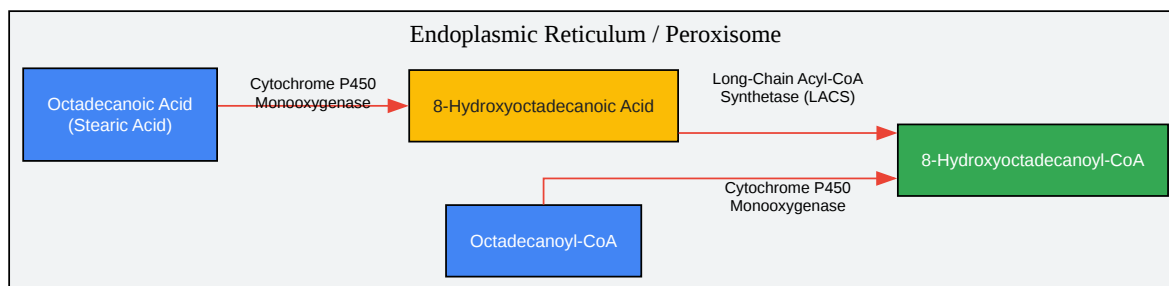 Endoplasmic Reticulum / Peroxisome
Octadecanoic Acid
(Stearic Acid)
Cytochrome P450
Monooxygenase
8-Hydroxyoctadecanoic Acid
Long-Chain Acyl-CoA
Synthetase (LACS)
8-Hydroxyoctadecanoyl-CoA
Octadecanoyl-CoA
Cytochrome P450
Monooxygenase